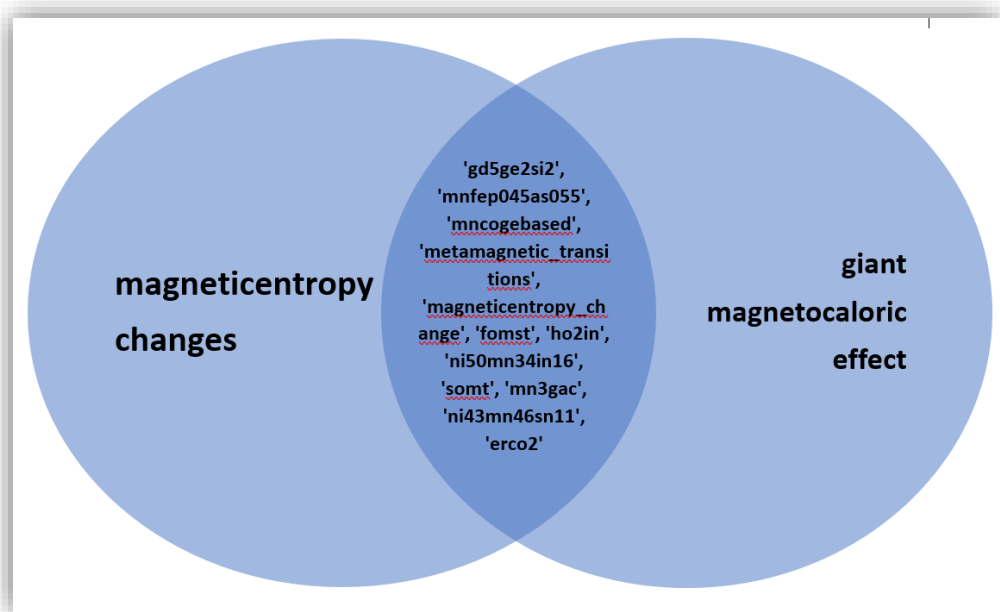 magneticentropy
changes
'gd5ge2si2',
'mnfep045as055',
'mncogebased',
'metamagnetic_transi
tions',
'magneticentropy_ch
ange', 'fomst', 'ho2in',
'ni50mn34in16',
'somt', 'mn3gac',
'ni43mn46sn11',
'erco2'
giant
magnetocaloric
effect